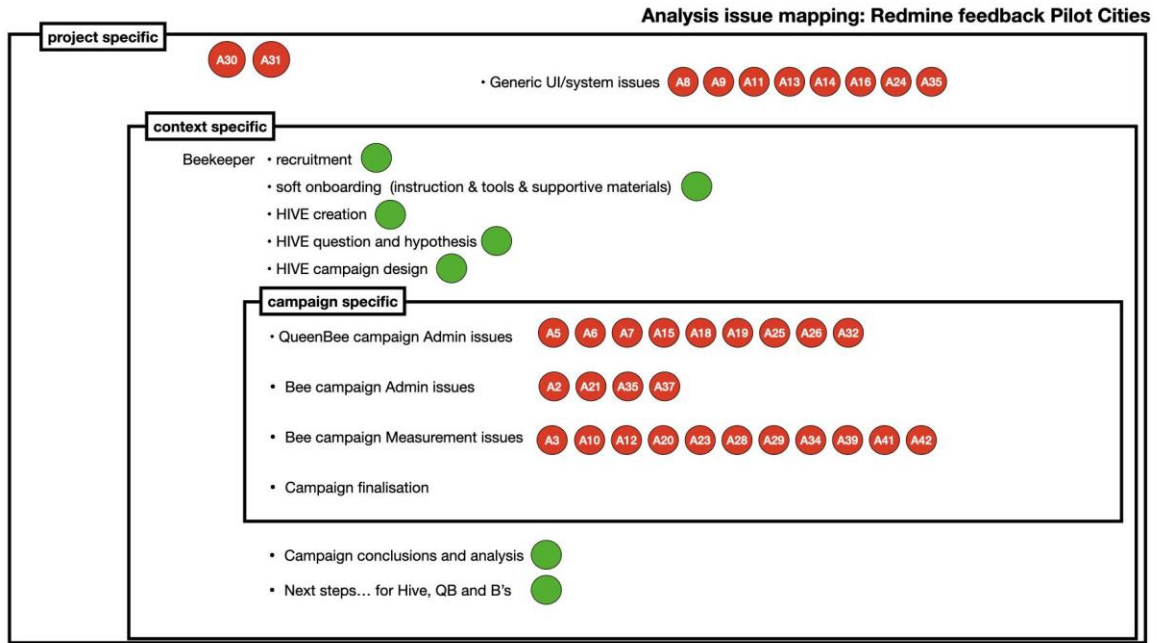 Analysis issue mapping: Redmine feedback Pilot Cities
project specific
A30 A31
• Generic UI/system issues A8 A9 A11 A13 A14 A16 A24 A35
context specific
Beekeeper • recruitment
• soft onboarding (instruction & tools & supportive materials)
• HIVE creation
• HIVE question and hypothesis
• HIVE campaign design
campaign specific
• QueenBee campaign Admin issues A5 A6 A7 A15 A18 A19 A25 A26 A32
• Bee campaign Admin issues A2 A21 A35 A37
• Bee campaign Measurement issues A3 A10 A12 A20 A23 A28 A29 A34 A39 A41 A42
• Campaign finalisation
• Campaign conclusions and analysis
• Next steps... for Hive, QB and B's